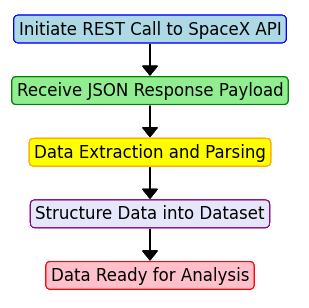 Initiate REST Call to SpaceX API
Receive JSON Response Payload
Data Extraction and Parsing
Structure Data into Dataset
Data Ready for Analysis